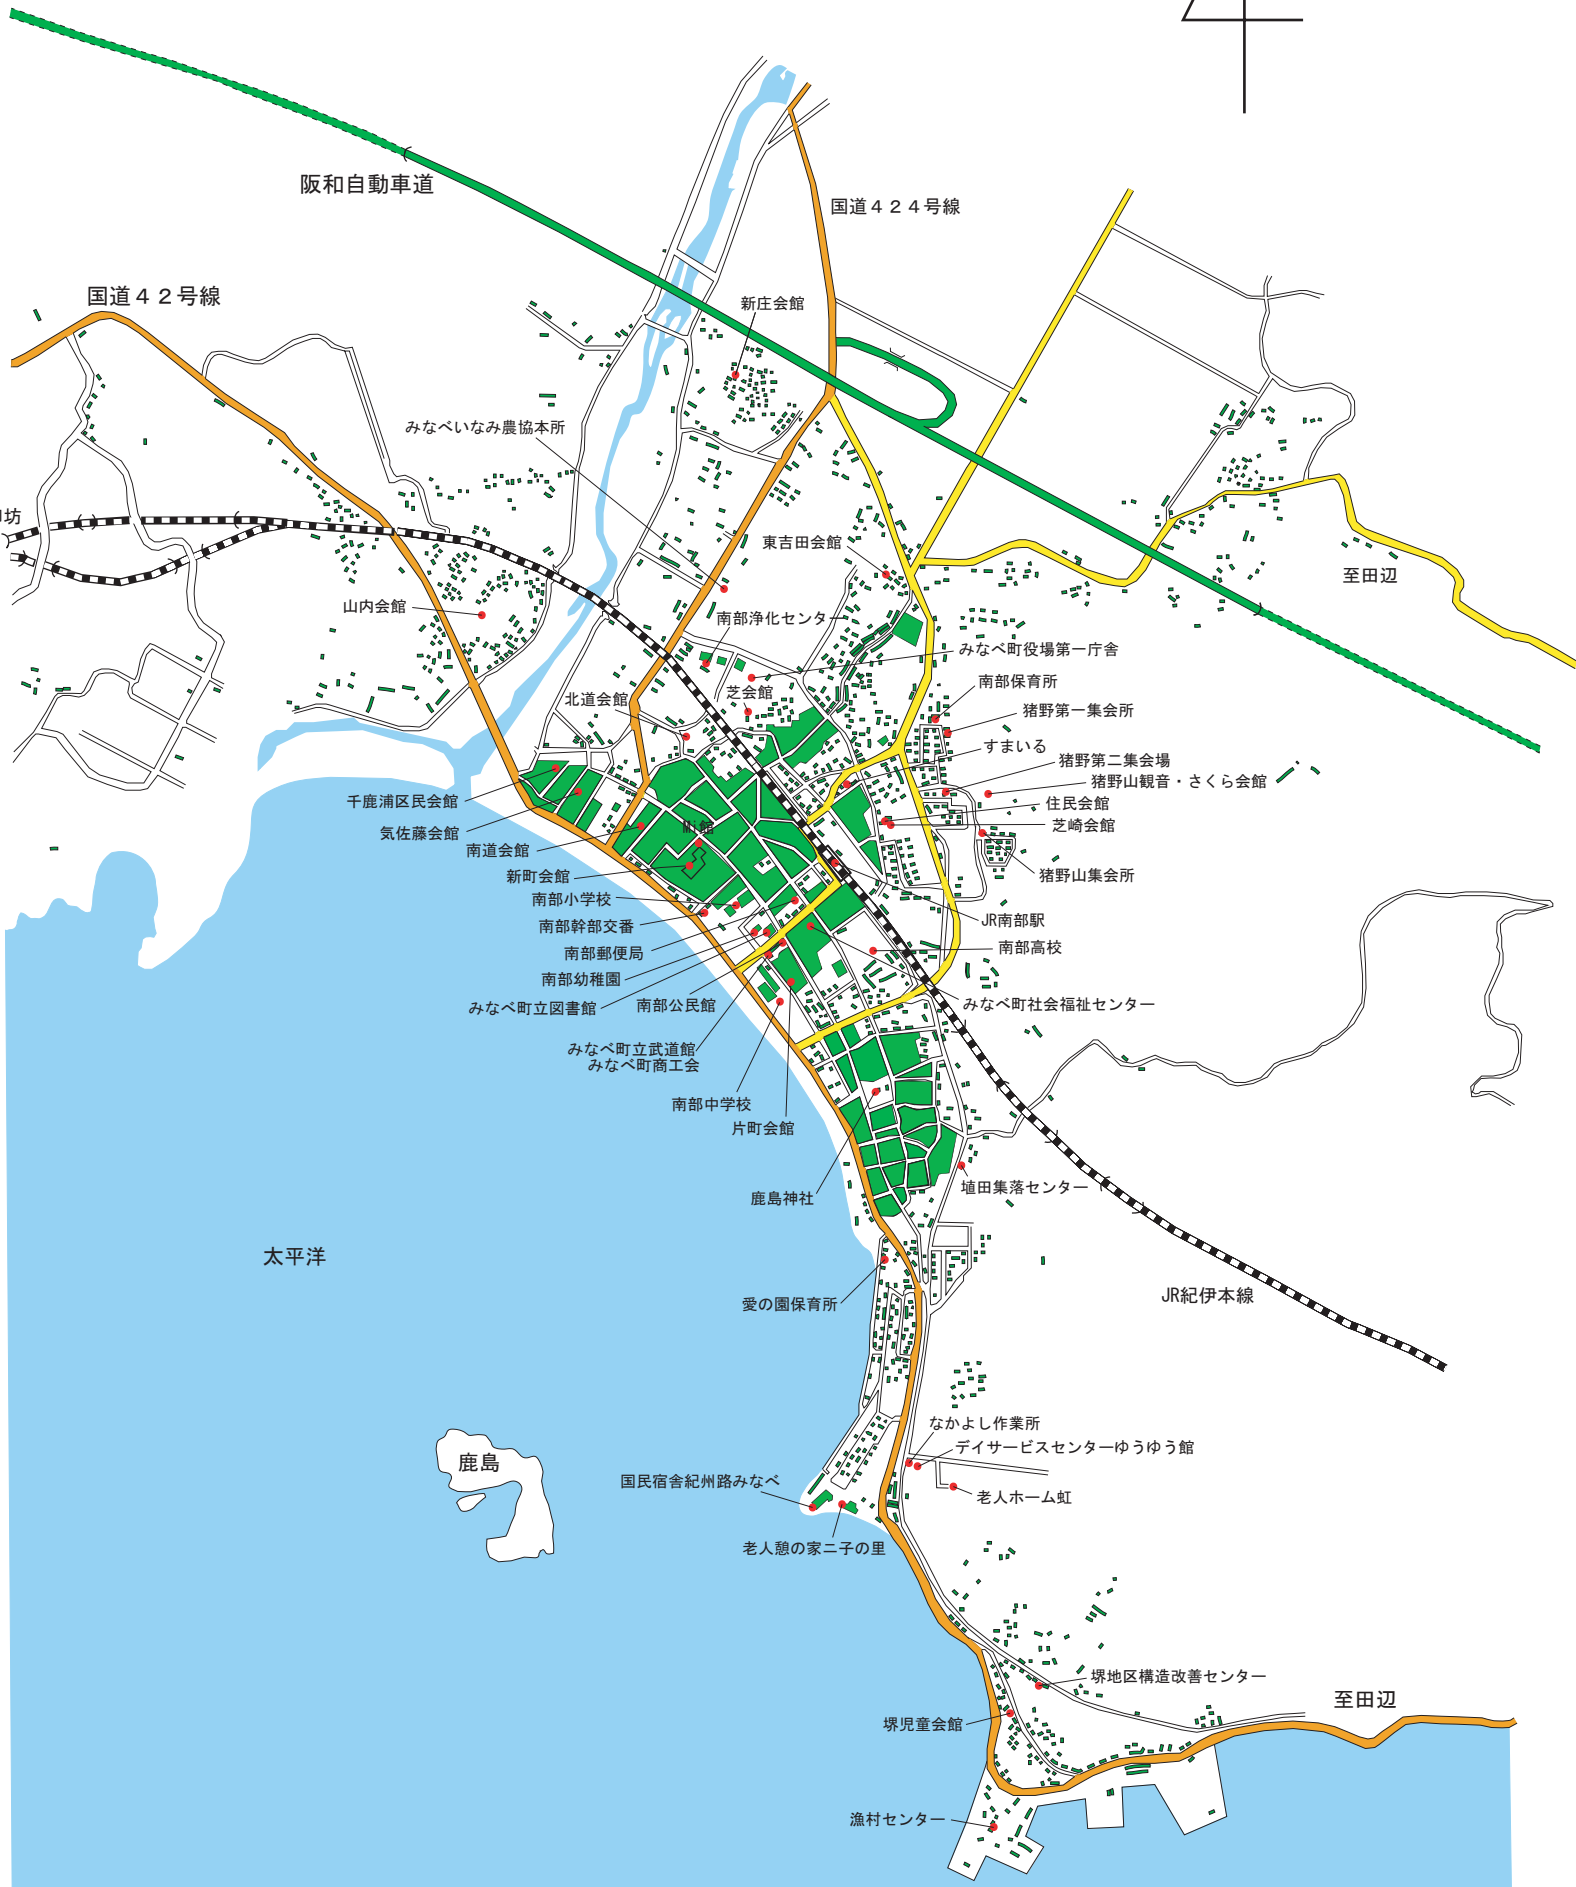 阪和自動車道
国道４２４号線
国道４２号線
新庄会館
みなべいなみ農協本所
坊
東吉田会館
至田辺
山内会館
南部浄化センター
みなべ町役場第一庁舎
南部保育所
北道会館
芝会館
猪野第一集会所
すまいる
猪野第二集会場
猪野山観音・さくら会館
千鹿浦区民会館
住民会館
気佐藤会館
Mi館
芝崎会館
南道会館
新町会館
猪野山集会所
南部小学校
南部幹部交番
JR南部駅
南部郵便局
南部高校
南部幼稚園
みなべ町立図書館
南部公民館
みなべ町社会福祉センター
みなべ町立武道館
みなべ町商工会
南部中学校
片町会館
埴田集落センター
鹿島神社
太平洋
JR紀伊本線
愛の園保育所
なかよし作業所
デイサービスセンターゆうゆう館
鹿島
国民宿舎紀州路みなべ
老人ホーム虹
老人憩の家ニ子の里
堺地区構造改善センター
至田辺
堺児童会館
漁村センター